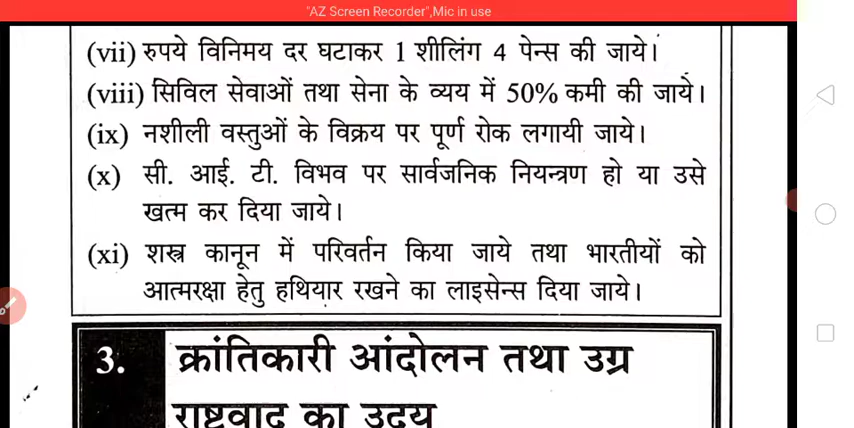 "AZ Screen Recorder",Mic in use
(vii) रुपये विनिमय दर घटाकर 1 शीलिंग 4 पेन्स की जाये।
(viii) सिविल सेवाओं तथा सेना के व्यय में 50% कमी की जाये।
(ix) नशीली वस्तुओं के विक्रय पर पूर्ण रोक लगायी जाये।
(x) सी. आई. टी. विभव पर सार्वजनिक नियन्त्रण हो या उसे
खत्म कर दिया जाये।
(xi) शस्त्र कानून में परिवर्तन किया जाये तथा भारतीयों को
आत्मरक्षा हेतु हथियार रखने का लाइसेन्स दिया जाये।
3. क्रांतिकारी आंदोलन तथा उग्र
राष्ट्रवाद का उदय